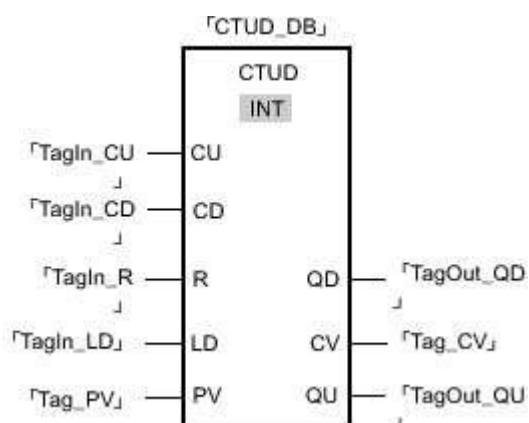 「CTUD_DB」
CTUD
INT
「TagIn_CU
」
CU
「TagIn_CD
」
CD
「TagIn_R
」
R
QD
「TagOut_QD
」
「TagIn_LD」
LD
CV
「Tag_CV」
「Tag_PV」
PV
QU
「TagOut_QU
」